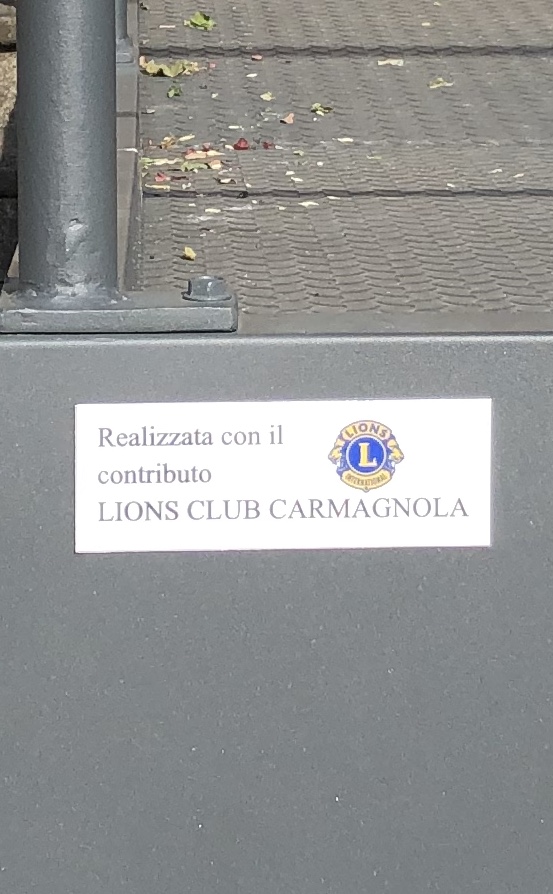 Realizzata con il
contributo
LIONS CLUB CARMAGNOLA
LIONS
L
INTERNATIONAL